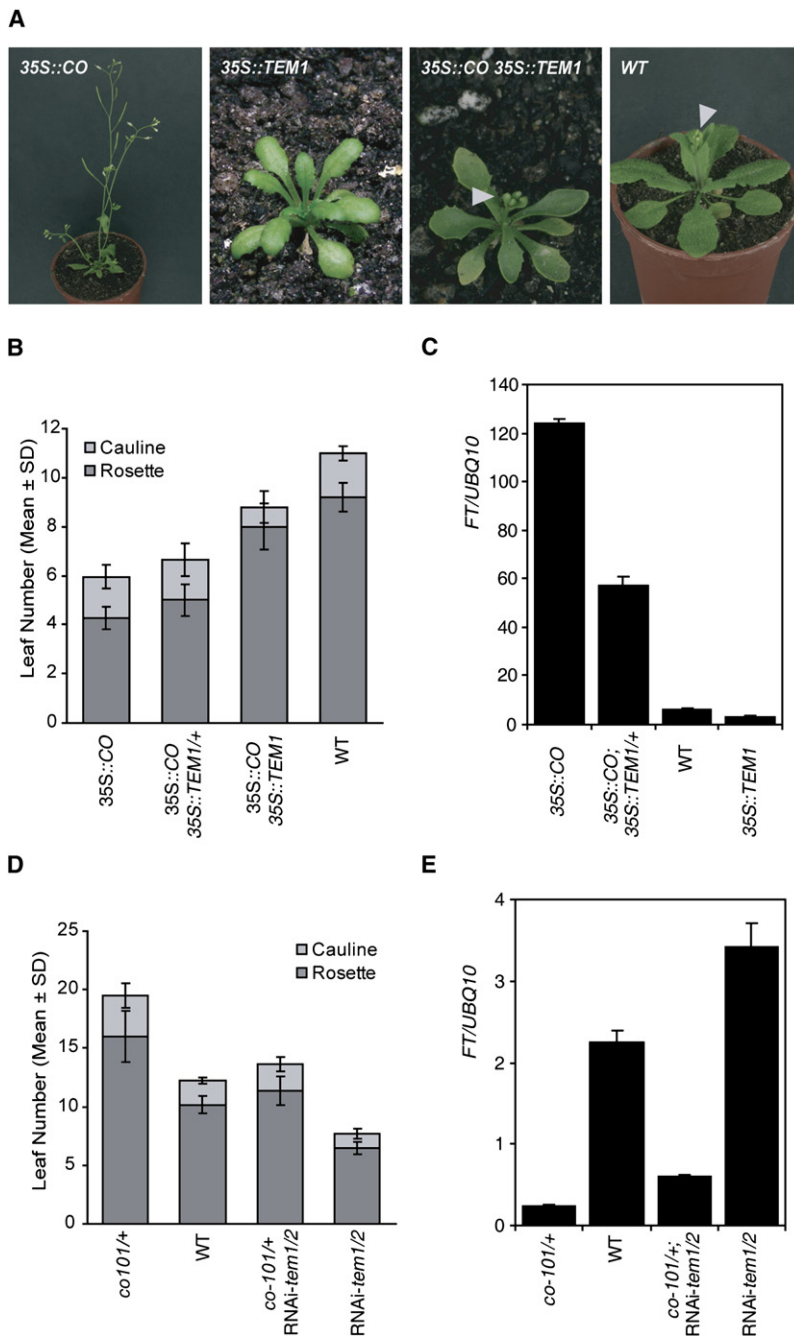 A
35S::CO
35S::TEM1
35S::CO 35S::TEM1
WT
B
Leaf Number (Mean ± SD)
12
10
8
6
4
2
0
Cauline
Rosette
35S::CO
35S::CO
35S::TEM1/+
35S::CO
35S::TEM1
WT
C
FT/UBQ10
140
120
100
80
60
40
20
0
35S::CO
35S::CO;
35S::TEM1/+
WT
35S::TEM1
D
Leaf Number (Mean ± SD)
25
20
15
10
5
0
Cauline
Rosette
co101/+
WT
co-101/+
RNAi-tem1/2
RNAi-tem1/2
E
FT/UBQ10
4
3
2
1
0
co-101/+
WT
co-101/+;
RNAi-tem1/2
RNAi-tem1/2